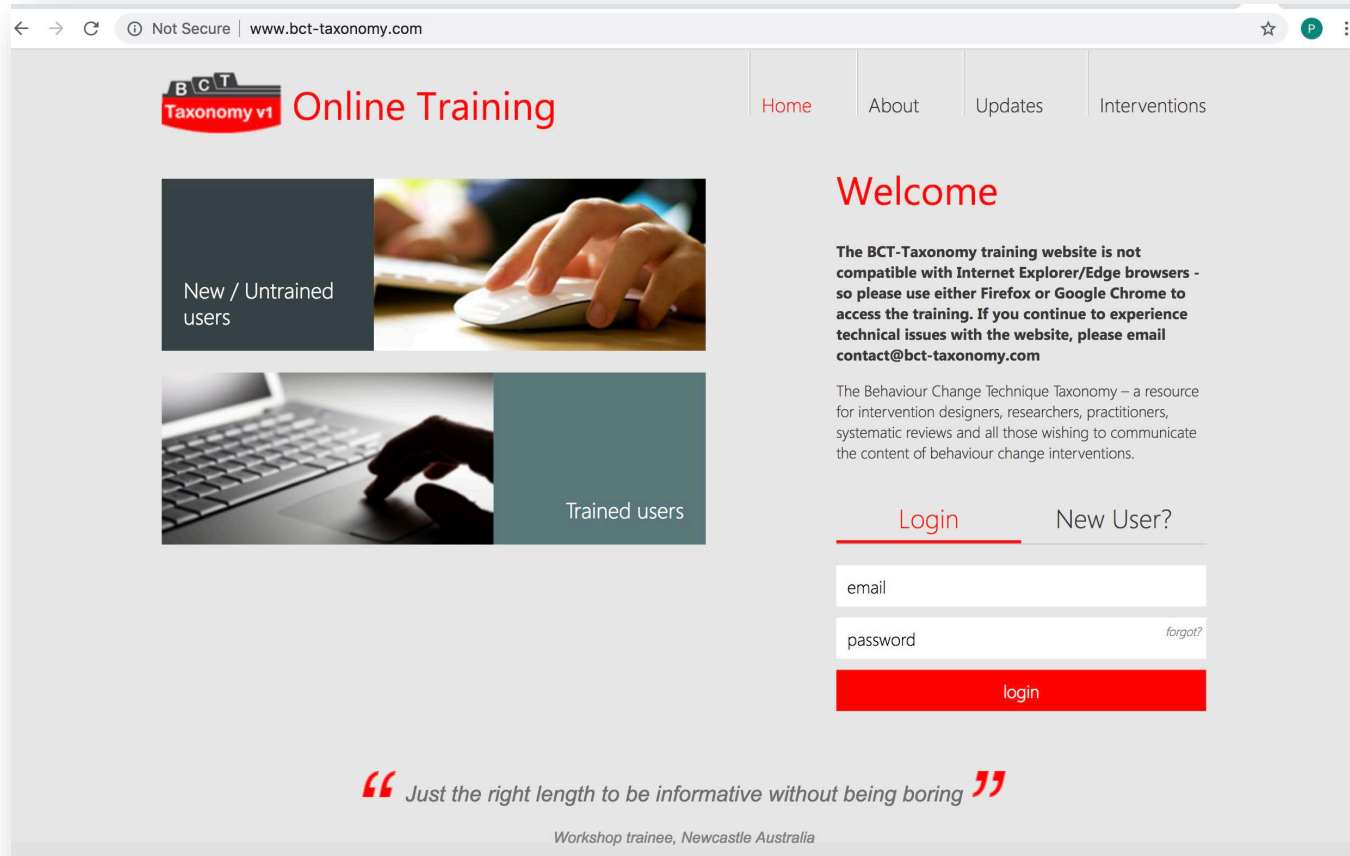 Not Secure | www.bct-taxonomy.com
P
BCT
Taxonomy v1
Online Training
Home About Updates Interventions
New / Untrained
users
Trained users
Welcome
The BCT-Taxonomy training website is not
compatible with Internet Explorer/Edge browsers -
so please use either Firefox or Google Chrome to
access the training. If you continue to experience
technical issues with the website, please email
contact@bct-taxonomy.com
The Behaviour Change Technique Taxonomy – a resource
for intervention designers, researchers, practitioners,
systematic reviews and all those wishing to communicate
the content of behaviour change interventions.
Login New User?
email
password forgot?
login
“ Just the right length to be informative without being boring ”
Workshop trainee, Newcastle Australia